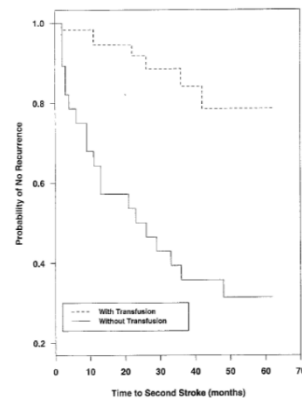 1.0
0.8
0.6
0.4
0.2
Probability of No Recurrence
With Transfusion
Without Transfusion
0 10 20 30 40 50 60 70
Time to Second Stroke (months)